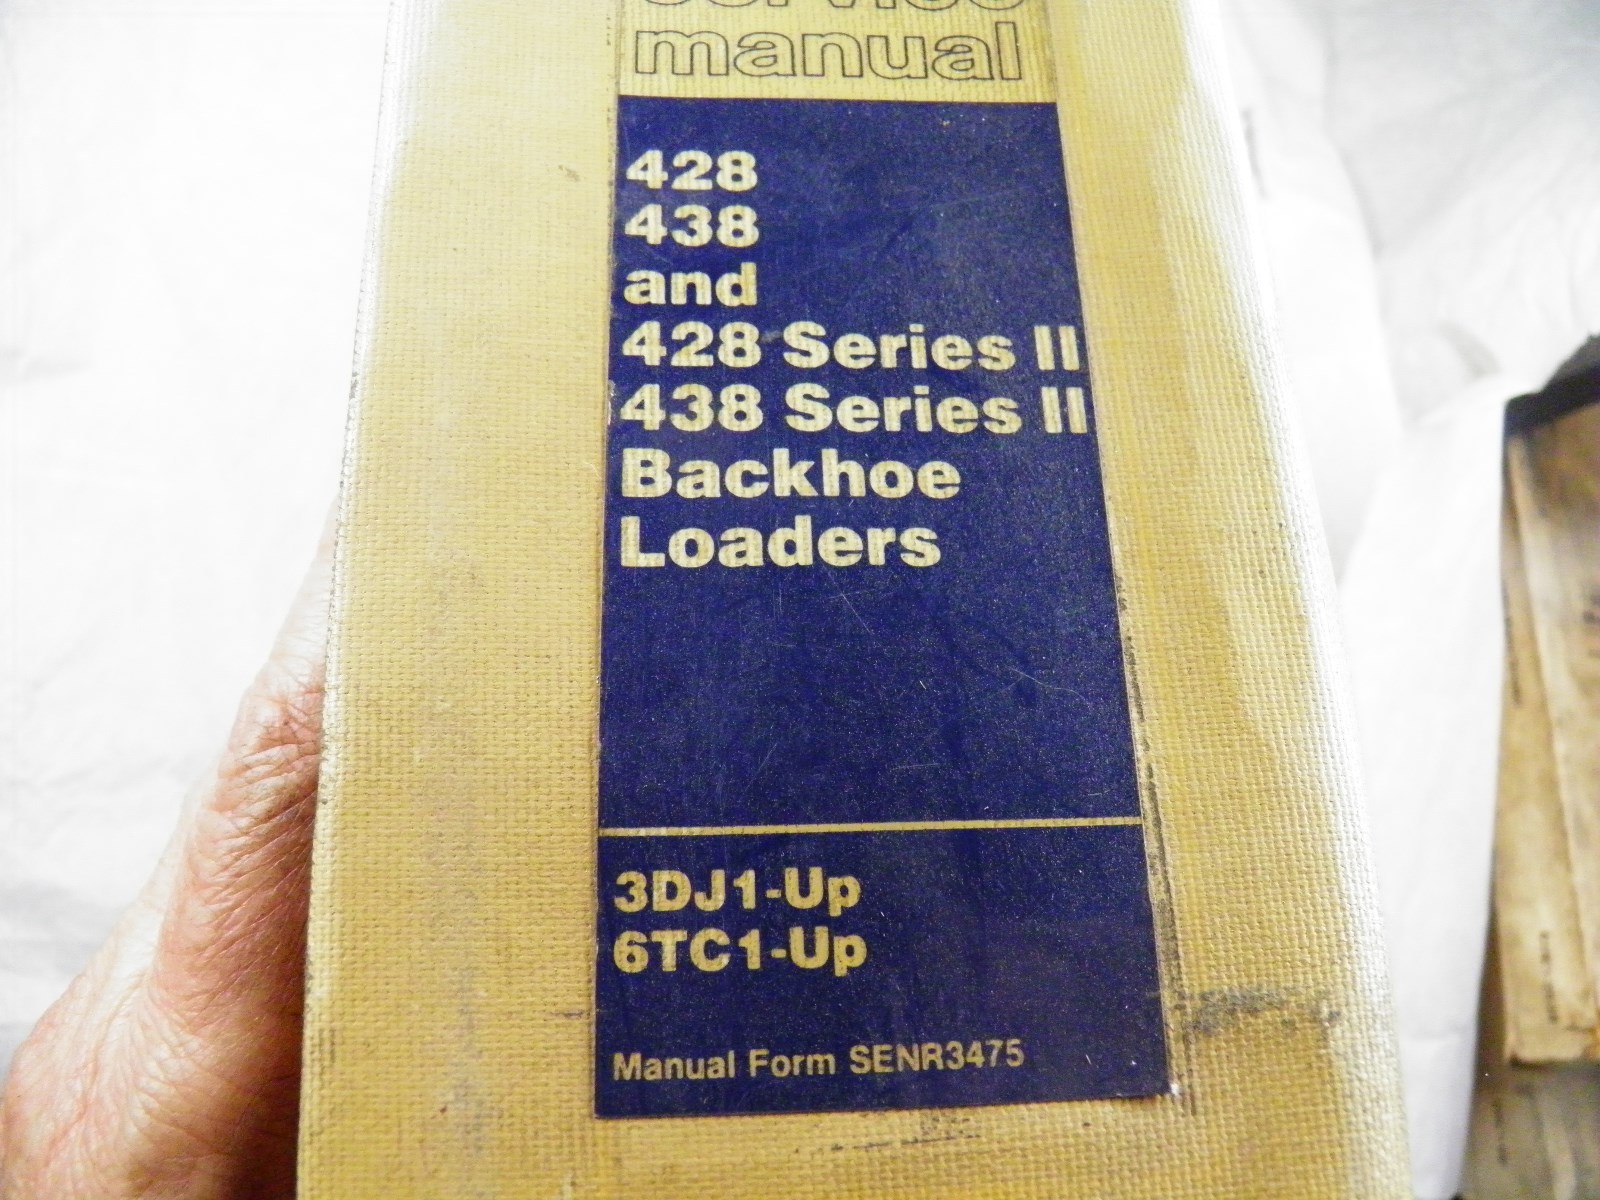 service
manual
428
438
and
428 Series II
438 Series II
Backhoe
Loaders
3DJ1-Up
6TC1-Up
Manual Form SENR3475